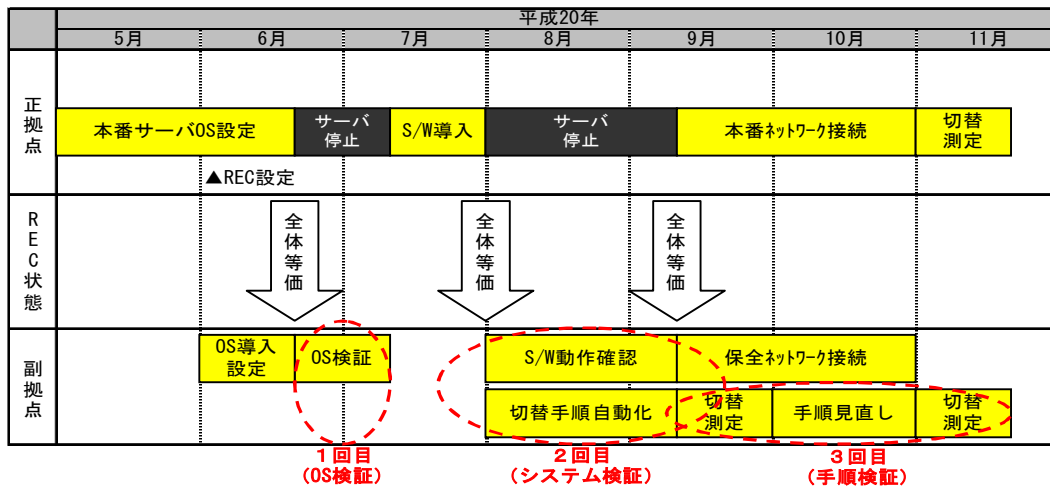 平成20年
5月 6月 7月 8月 9月 10月 11月
正拠点
本番サーバOS設定
サーバ
停止
S/W導入
サーバ
停止
本番ネットワーク接続
切替
測定
▲REC設定
REC状態
全体等価
全体等価
全体等価
副拠点
OS導入
設定
OS検証
S/W動作確認
保全ネットワーク接続
切替手順自動化
切替
測定
手順見直し
切替
測定
1回目
(OS検証)
2回目
(システム検証)
3回目
(手順検証)